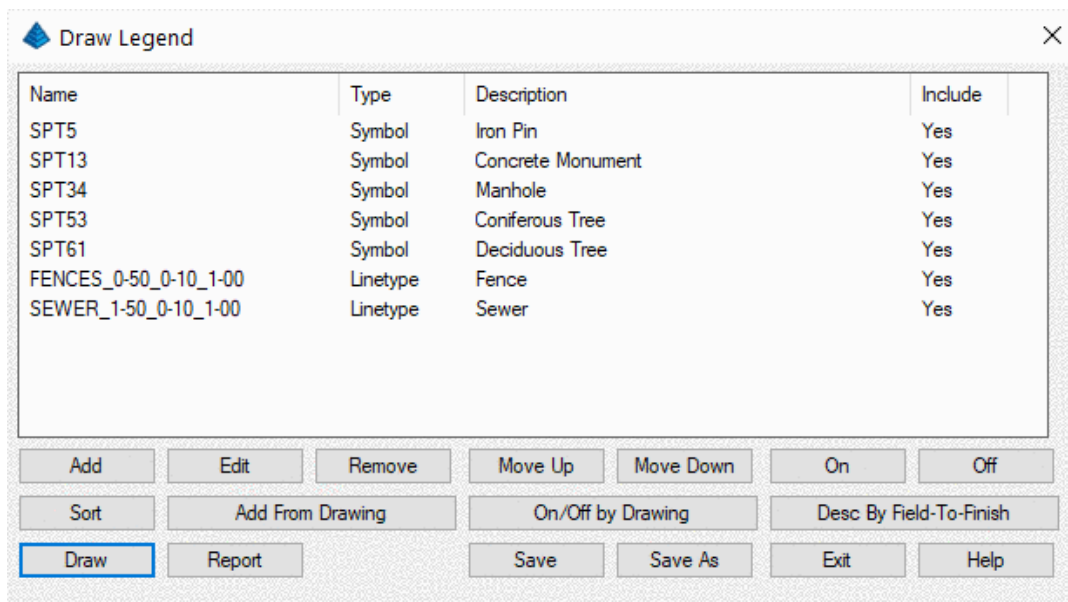 Draw Legend
Name Type Description Include
SPT5 Symbol Iron Pin Yes
SPT13 Symbol Concrete Monument Yes
SPT34 Symbol Manhole Yes
SPT53 Symbol Coniferous Tree Yes
SPT61 Symbol Deciduous Tree Yes
FENCES_0-50_0-10_1-00 Linetype Fence Yes
SEWER_1-50_0-10_1-00 Linetype Sewer Yes
Add Edit Remove Move Up Move Down On Off
Sort Add From Drawing On/Off by Drawing Desc By Field-To-Finish
Draw Report Save Save As Exit Help